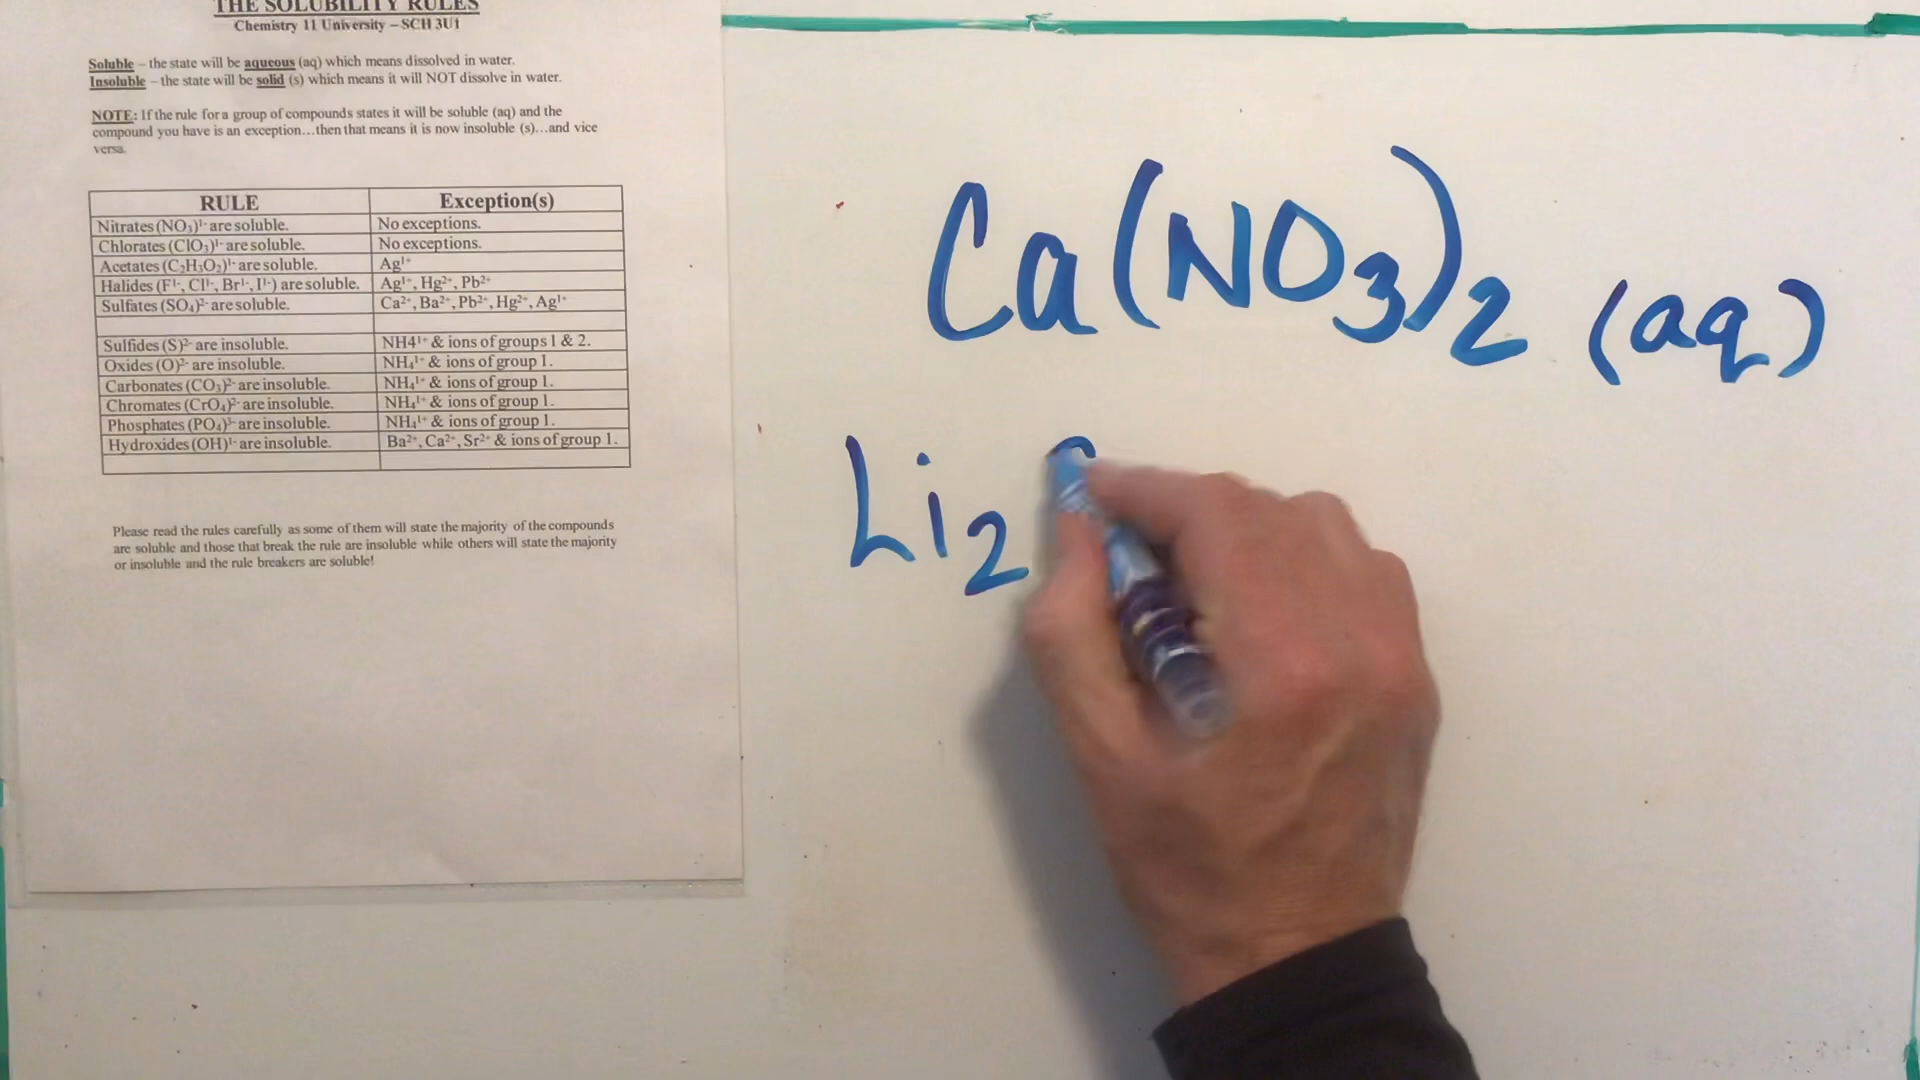 THE SOLUBILITY RULES
Chemistry 11 University – SCH 3U1
Soluble – the state will be aqueous (aq) which means dissolved in water.
Insoluble – the state will be solid (s) which means it will NOT dissolve in water.
NOTE: If the rule for a group of compounds states it will be soluble (aq) and the
compound you have is an exception…then that means it is now insoluble (s)…and vice
versa.
RULE Exception(s)
Nitrates (NO₃)¹⁻ are soluble. No exceptions.
Chlorates (ClO₃)¹⁻ are soluble. No exceptions.
Acetates (C₂H₃O₂)¹⁻ are soluble. Ag¹⁺
Halides (F¹⁻, Cl¹⁻, Br¹⁻, I¹⁻) are soluble. Ag¹⁺, Hg²⁺, Pb²⁺
Sulfates (SO₄)²⁻ are soluble. Ca²⁺, Ba²⁺, Pb²⁺, Hg²⁺, Ag¹⁺
Sulfides (S)²⁻ are insoluble. NH4¹⁺ & ions of groups 1 & 2.
Oxides (O)²⁻ are insoluble. NH₄¹⁺ & ions of group 1.
Carbonates (CO₃)²⁻ are insoluble. NH₄¹⁺ & ions of group 1.
Chromates (CrO₄)²⁻ are insoluble. NH₄¹⁺ & ions of group 1.
Phosphates (PO₄)³⁻ are insoluble. NH₄¹⁺ & ions of group 1.
Hydroxides (OH)¹⁻ are insoluble. Ba²⁺, Ca²⁺, Sr²⁺ & ions of group 1.
Please read the rules carefully as some of them will state the majority of the compounds
are soluble and those that break the rule are insoluble while others will state the majority
or insoluble and the rule breakers are soluble!
Ca(NO₃)₂ (aq)
Li₂